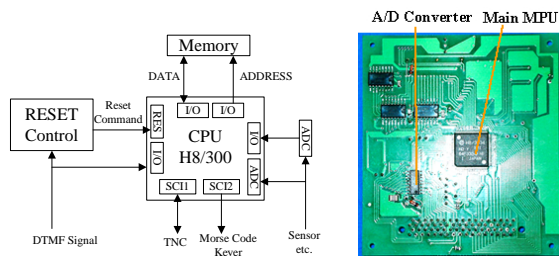 Memory
DATA
ADDRESS
RESET
Control
Reset
Command
RES
I/O
I/O
I/O
I/O
CPU
H8/300
ADC
ADC
SCI1
SCI2
DTMF Signal
TNC
Morse Code
Kever
Sensor
etc.
A/D Converter
Main MPU